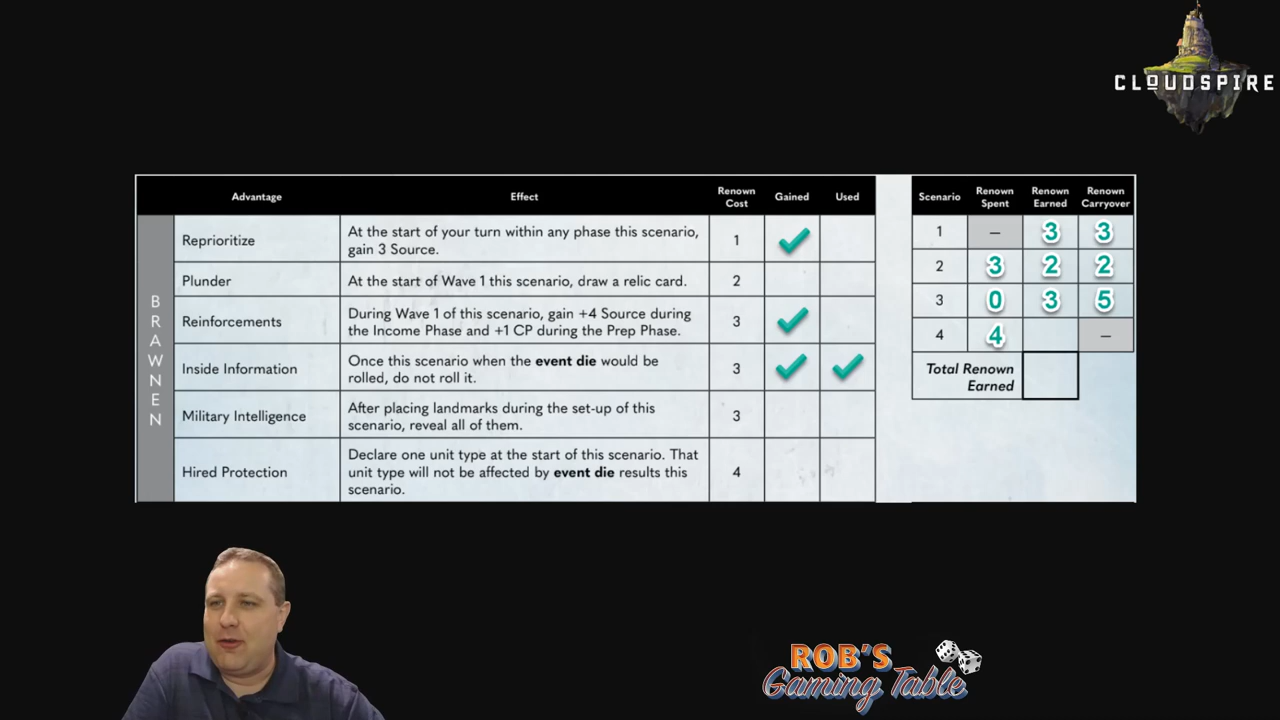 CLOUDSPIRE
Advantage Effect Renown Cost Gained Used
BRAWNEN
Reprioritize
At the start of your turn within any phase this scenario,
gain 3 Source.
1 ✓
Plunder
At the start of Wave 1 this scenario, draw a relic card.
2
Reinforcements
During Wave 1 of this scenario, gain +4 Source during
the Income Phase and +1 CP during the Prep Phase.
3 ✓
Inside Information
Once this scenario when the event die would be
rolled, do not roll it.
3 ✓ ✓
Military Intelligence
After placing landmarks during the set-up of this
scenario, reveal all of them.
3
Hired Protection
Declare one unit type at the start of this scenario. That
unit type will not be affected by event die results this
scenario.
4
Scenario Renown Spent Renown Earned Renown Carryover
1 – 3 3
2 3 2 2
3 0 3 5
4 4 –
Total Renown
Earned
ROB'S
Gaming Table